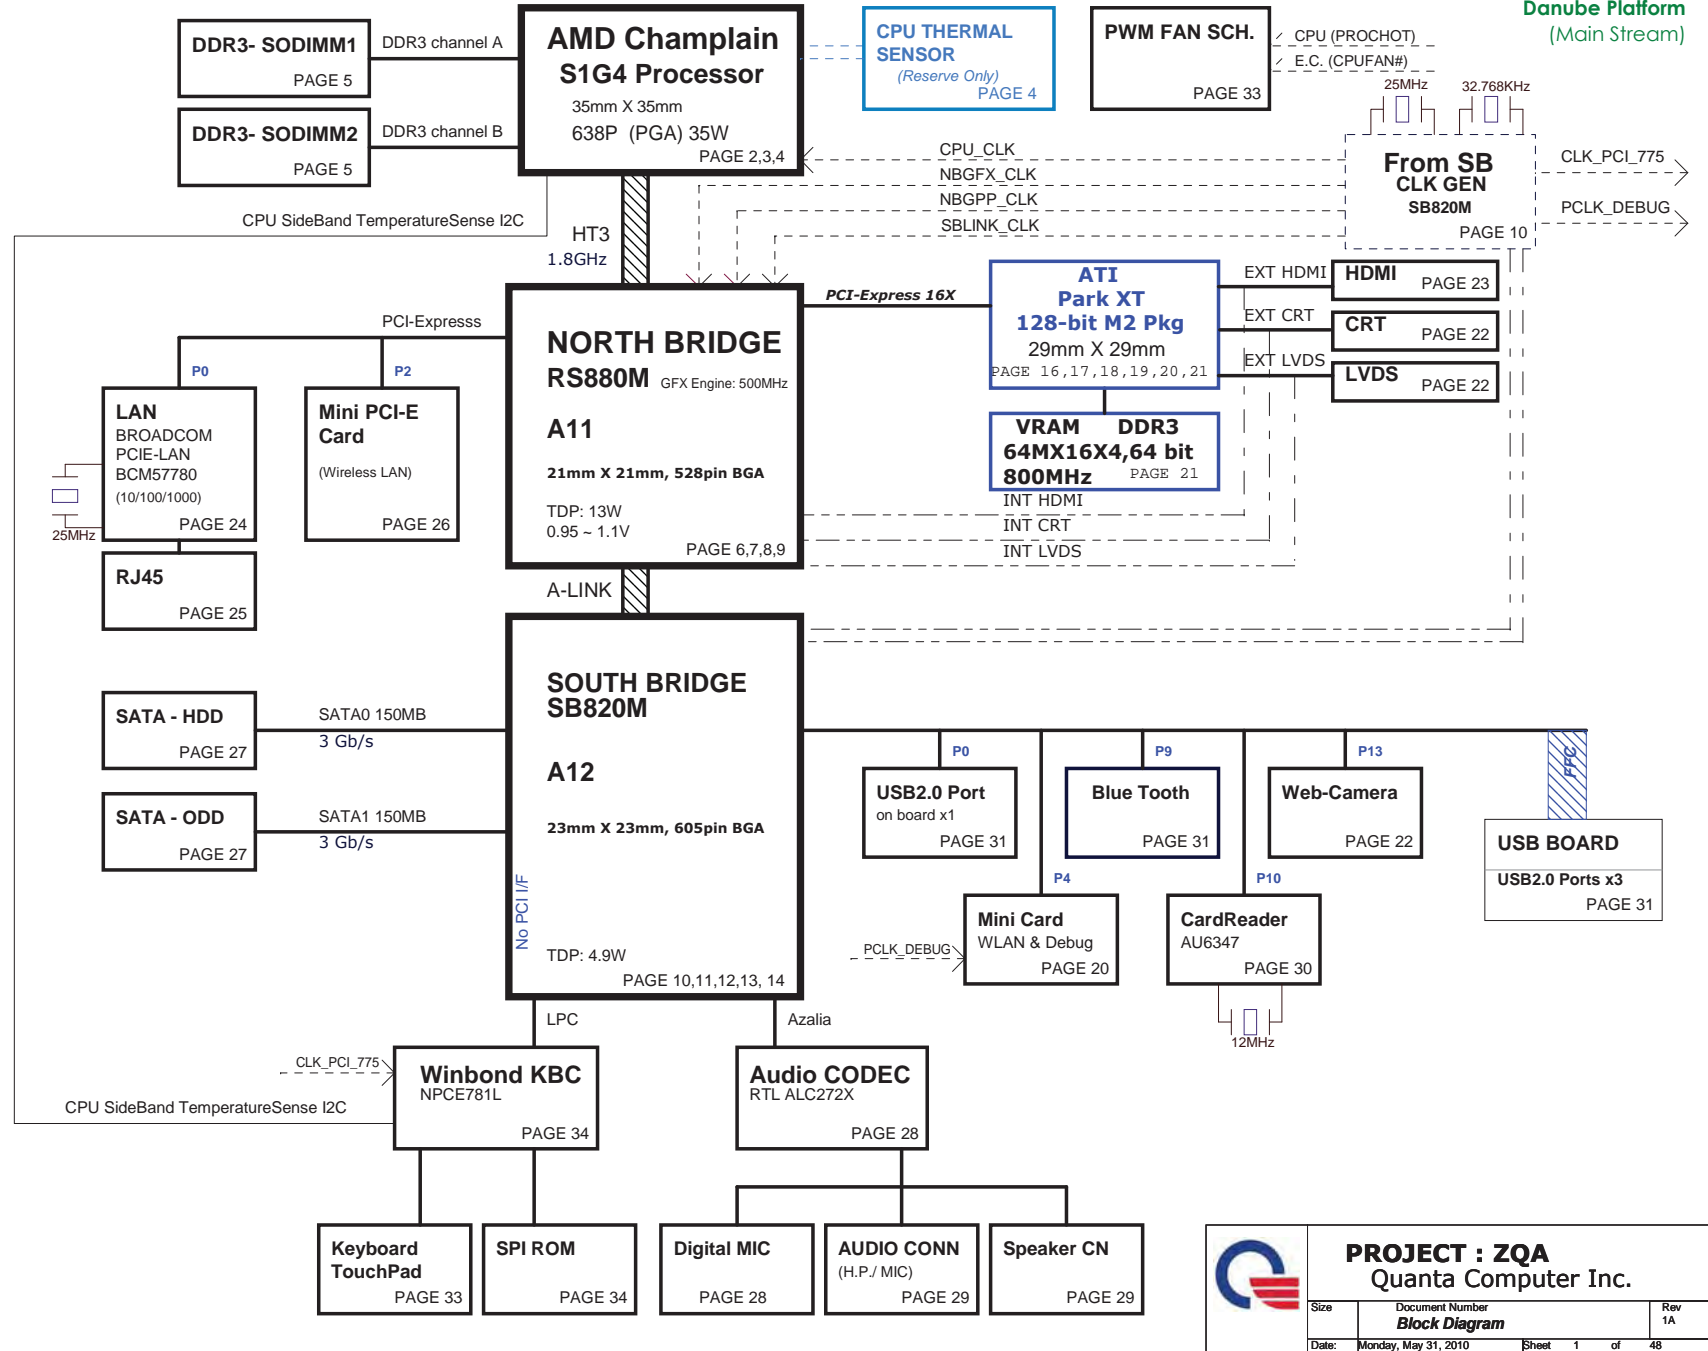 Danube Platform
(Main Stream)
DDR3- SODIMM1
PAGE 5
DDR3 channel A
DDR3- SODIMM2
PAGE 5
DDR3 channel B
AMD Champlain
S1G4 Processor
35mm X 35mm
638P (PGA) 35W
PAGE 2,3,4
CPU THERMAL
SENSOR
(Reserve Only)
PAGE 4
PWM FAN SCH.
PAGE 33
CPU (PROCHOT)
E.C. (CPUFAN#)
25MHz
32.768KHz
From SB
CLK GEN
SB820M
PAGE 10
CLK_PCI_775
PCLK_DEBUG
CPU_CLK
NBGFX_CLK
NBGPP_CLK
SBLINK_CLK
CPU SideBand TemperatureSense I2C
HT3
1.8GHz
PCI-Expresss
P0
P2
LAN
BROADCOM
PCIE-LAN
BCM57780
(10/100/1000)
PAGE 24
25MHz
RJ45
PAGE 25
Mini PCI-E
Card
(Wireless LAN)
PAGE 26
NORTH BRIDGE
RS880M GFX Engine: 500MHz
A11
21mm X 21mm, 528pin BGA
TDP: 13W
0.95 ~ 1.1V
PAGE 6,7,8,9
PCI-Express 16X
ATI
Park XT
128-bit M2 Pkg
29mm X 29mm
PAGE 16,17,18,19,20,21
VRAM DDR3
64MX16X4,64 bit
800MHz PAGE 21
EXT HDMI
EXT CRT
EXT LVDS
HDMI
PAGE 23
CRT
PAGE 22
LVDS
PAGE 22
INT HDMI
INT CRT
INT LVDS
A-LINK
SOUTH BRIDGE
SB820M
A12
23mm X 23mm, 605pin BGA
No PCI I/F
TDP: 4.9W
PAGE 10,11,12,13, 14
SATA - HDD
PAGE 27
SATA0 150MB
3 Gb/s
SATA - ODD
PAGE 27
SATA1 150MB
3 Gb/s
P0
P9
P13
FFC
USB2.0 Port
on board x1
PAGE 31
Blue Tooth
PAGE 31
Web-Camera
PAGE 22
USB BOARD
USB2.0 Ports x3
PAGE 31
P4
P10
Mini Card
WLAN & Debug
PAGE 20
PCLK_DEBUG
CardReader
AU6347
PAGE 30
12MHz
LPC
Azalia
CLK_PCI_775
CPU SideBand TemperatureSense I2C
Winbond KBC
NPCE781L
PAGE 34
Audio CODEC
RTL ALC272X
PAGE 28
Keyboard
TouchPad
PAGE 33
SPI ROM
PAGE 34
Digital MIC
PAGE 28
AUDIO CONN
(H.P./ MIC)
PAGE 29
Speaker CN
PAGE 29
PROJECT : ZQA
Quanta Computer Inc.
Size Document Number Rev
Block Diagram 1A
Date: Monday, May 31, 2010 Sheet 1 of 48